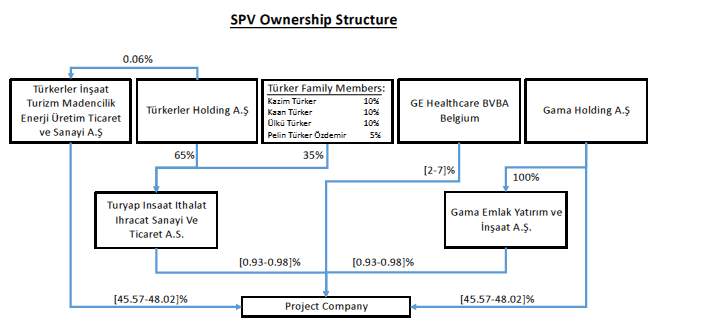 SPV Ownership Structure
0.06%
Türkerler İnşaat
Turizm Madencilik
Enerji Üretim Ticaret
ve Sanayi A.Ş
Türkerler Holding A.Ş
Türker Family Members:
Kazim Türker 10%
Kaan Türker 10%
Ülkü Türker 10%
Pelin Türker Özdemir 5%
GE Healthcare BVBA
Belgium
Gama Holding A.Ş
65%
35%
[2-7]%
100%
Turyap Insaat Ithalat
Ihracat Sanayi Ve
Ticaret A.S.
Gama Emlak Yatırım ve
İnşaat A.Ş.
[0.93-0.98]%
[0.93-0.98]%
[45.57-48.02]%
Project Company
[45.57-48.02]%